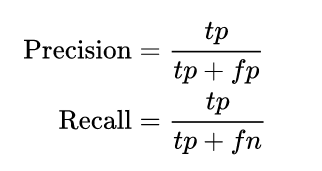 Precision = tp / tp + fp
Recall = tp / tp + fn